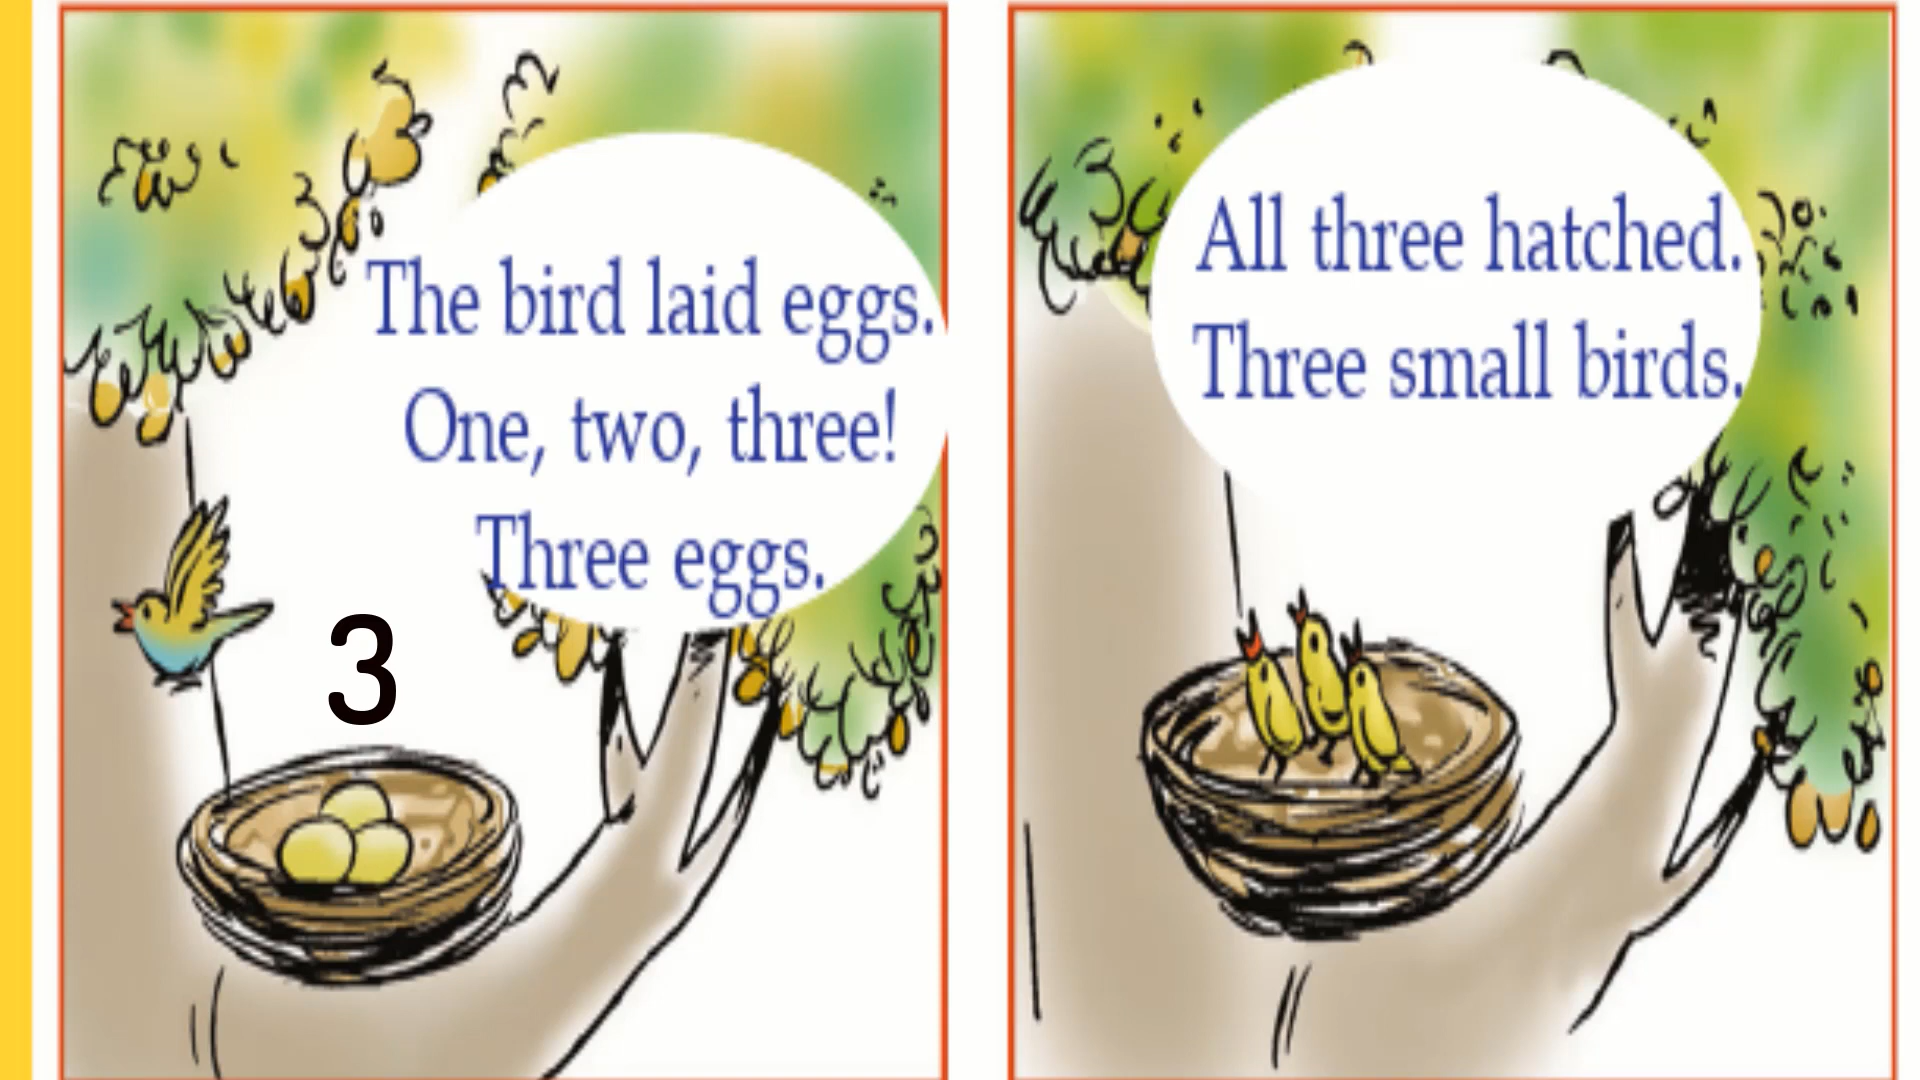 The bird laid eggs.
One, two, three!
Three eggs.
3
All three hatched.
Three small birds.